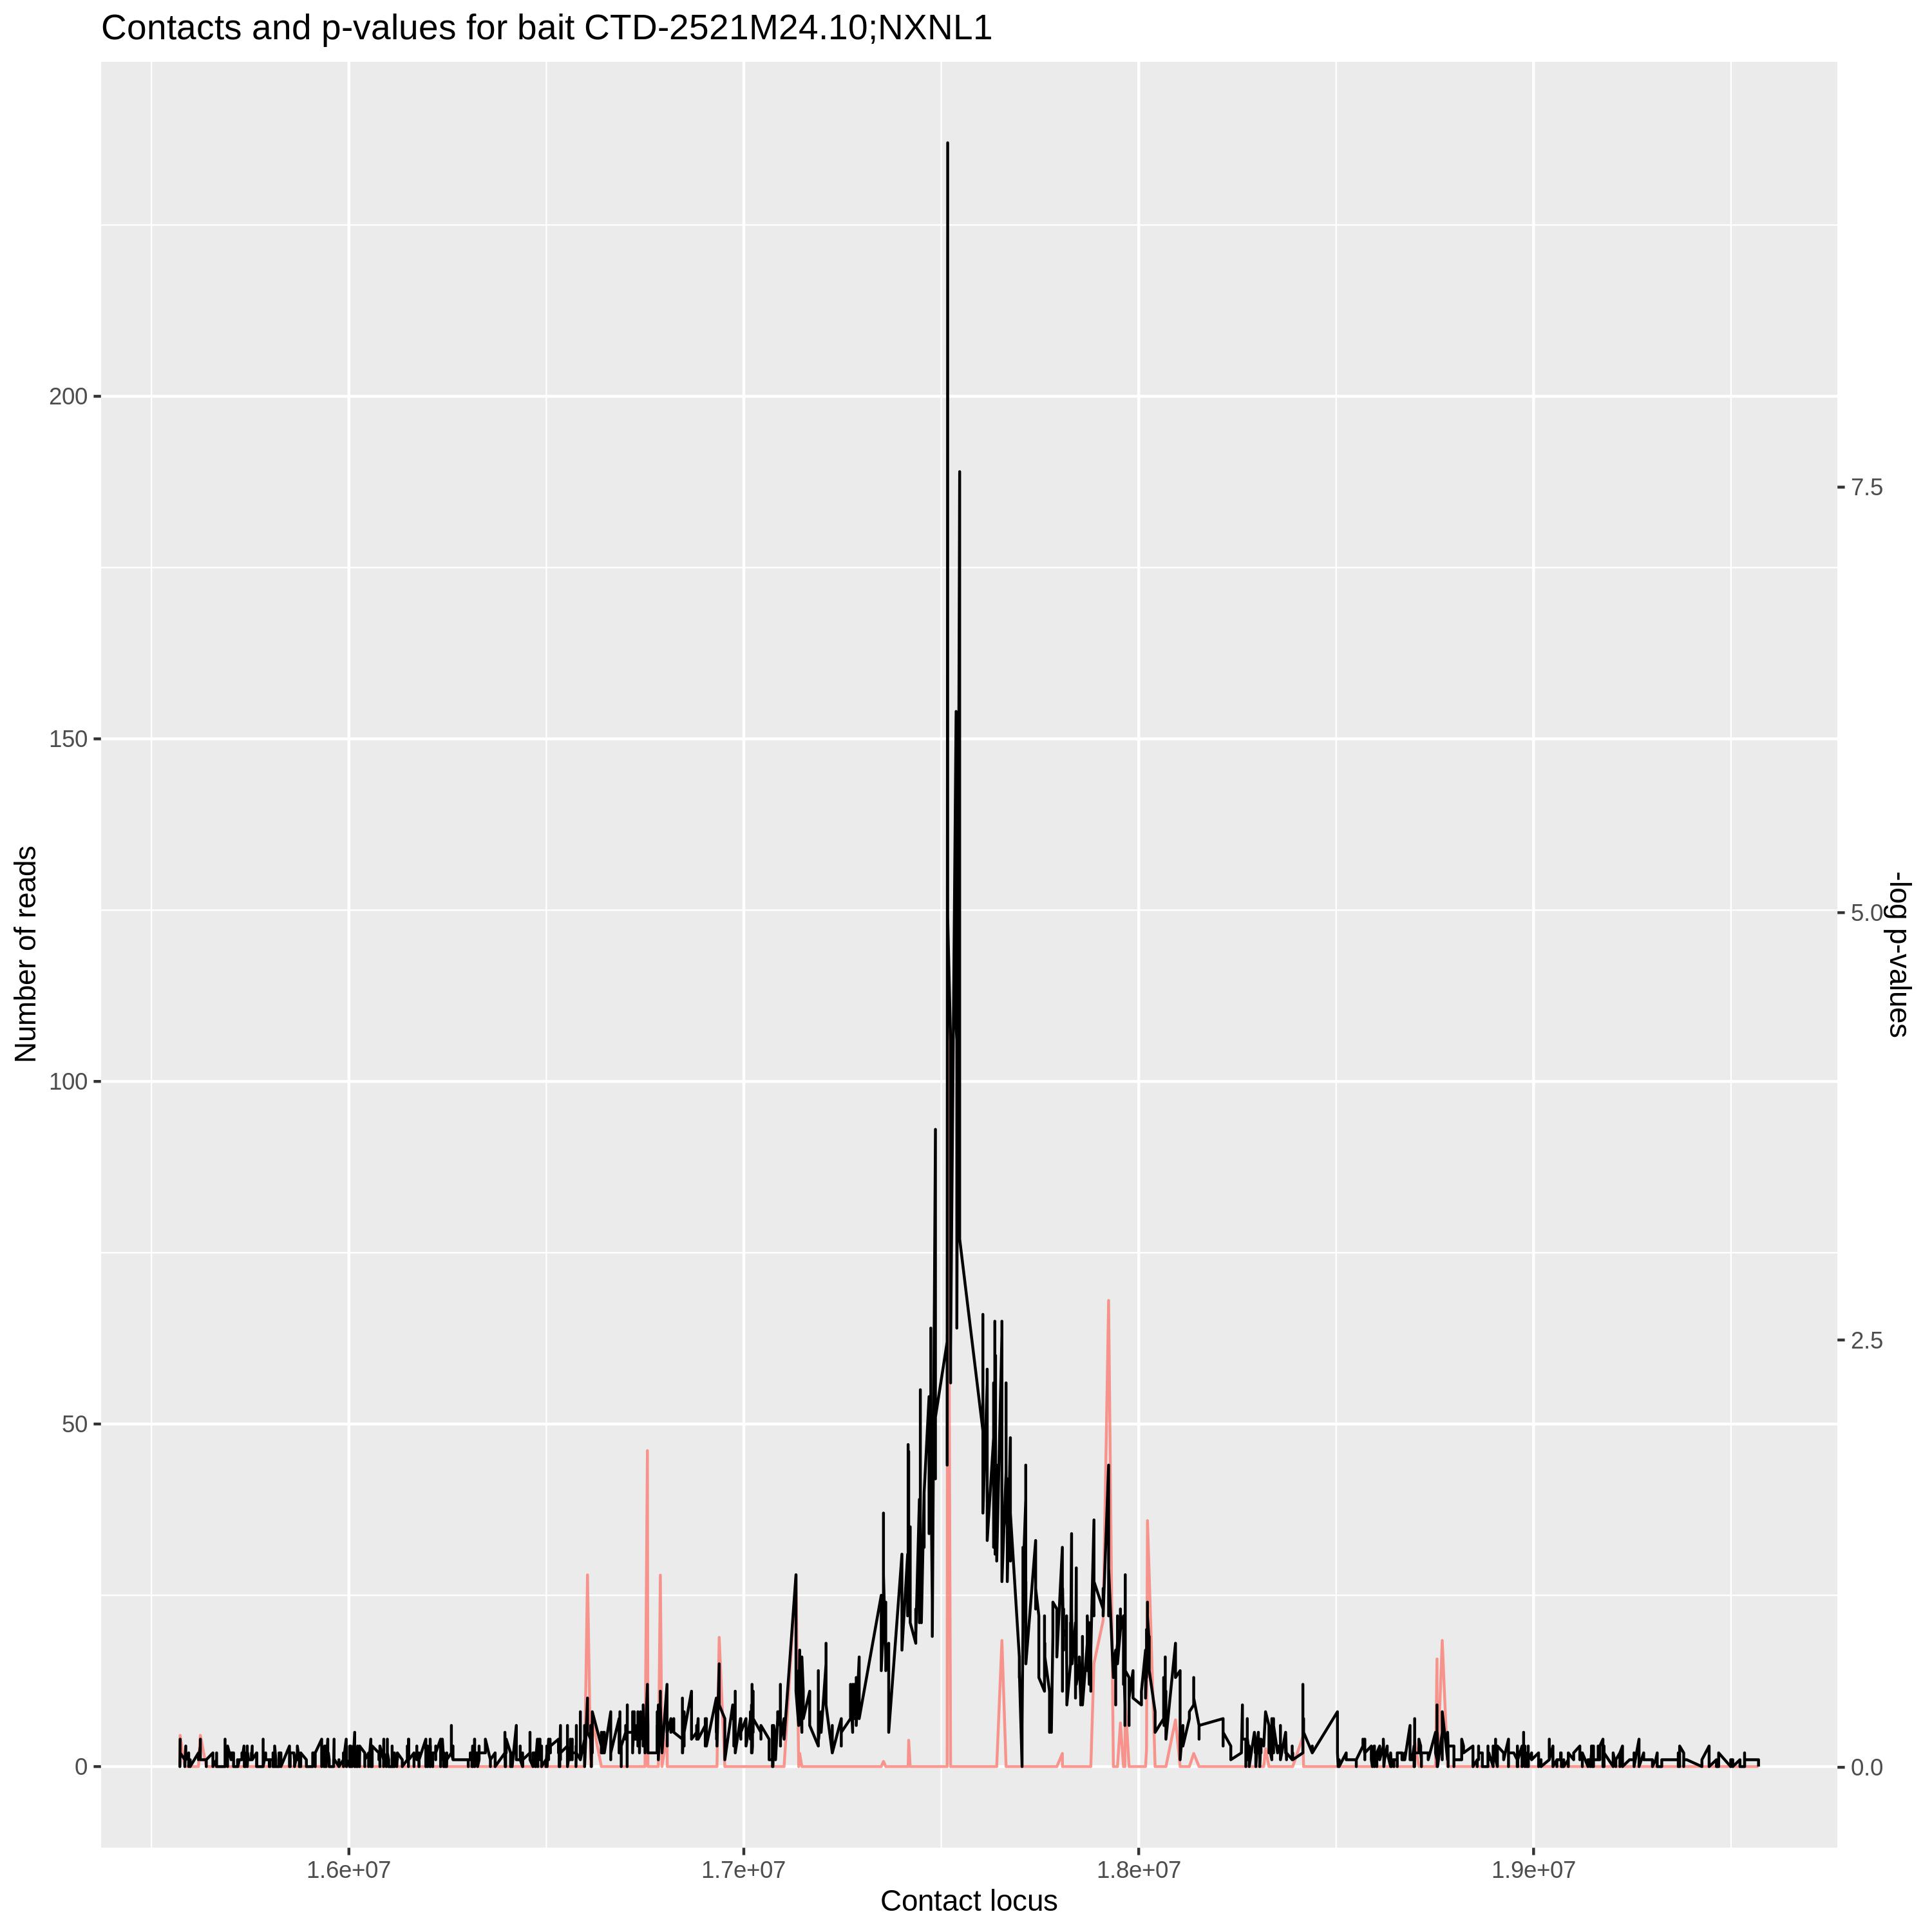 Contacts and p-values for bait CTD-2521M24.10;NXNL1
200
150
100
50
0
Number of reads
7.5
5.0
2.5
0.0
-log p-values
1.6e+07
1.7e+07
1.8e+07
1.9e+07
Contact locus